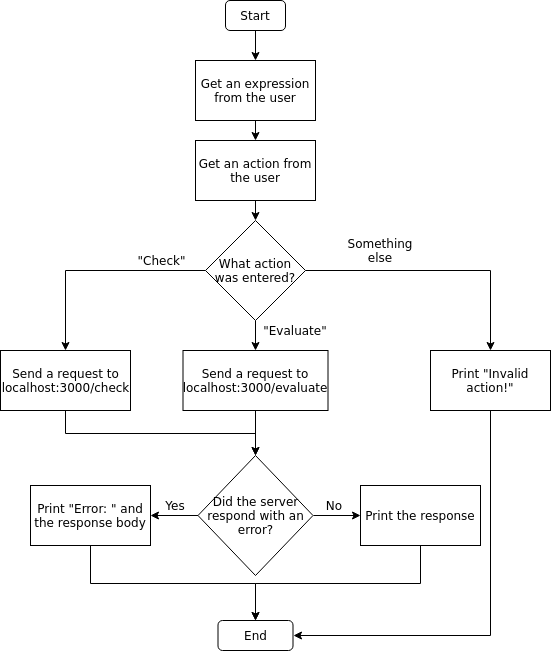 Start
Get an expression
from the user
Get an action from
the user
What action
was entered?
"Check"
Something
else
"Evaluate"
Send a request to
localhost:3000/check
Send a request to
localhost:3000/evaluate
Print "Invalid
action!"
Did the server
respond with an
error?
Yes
No
Print "Error: " and
the response body
Print the response
End